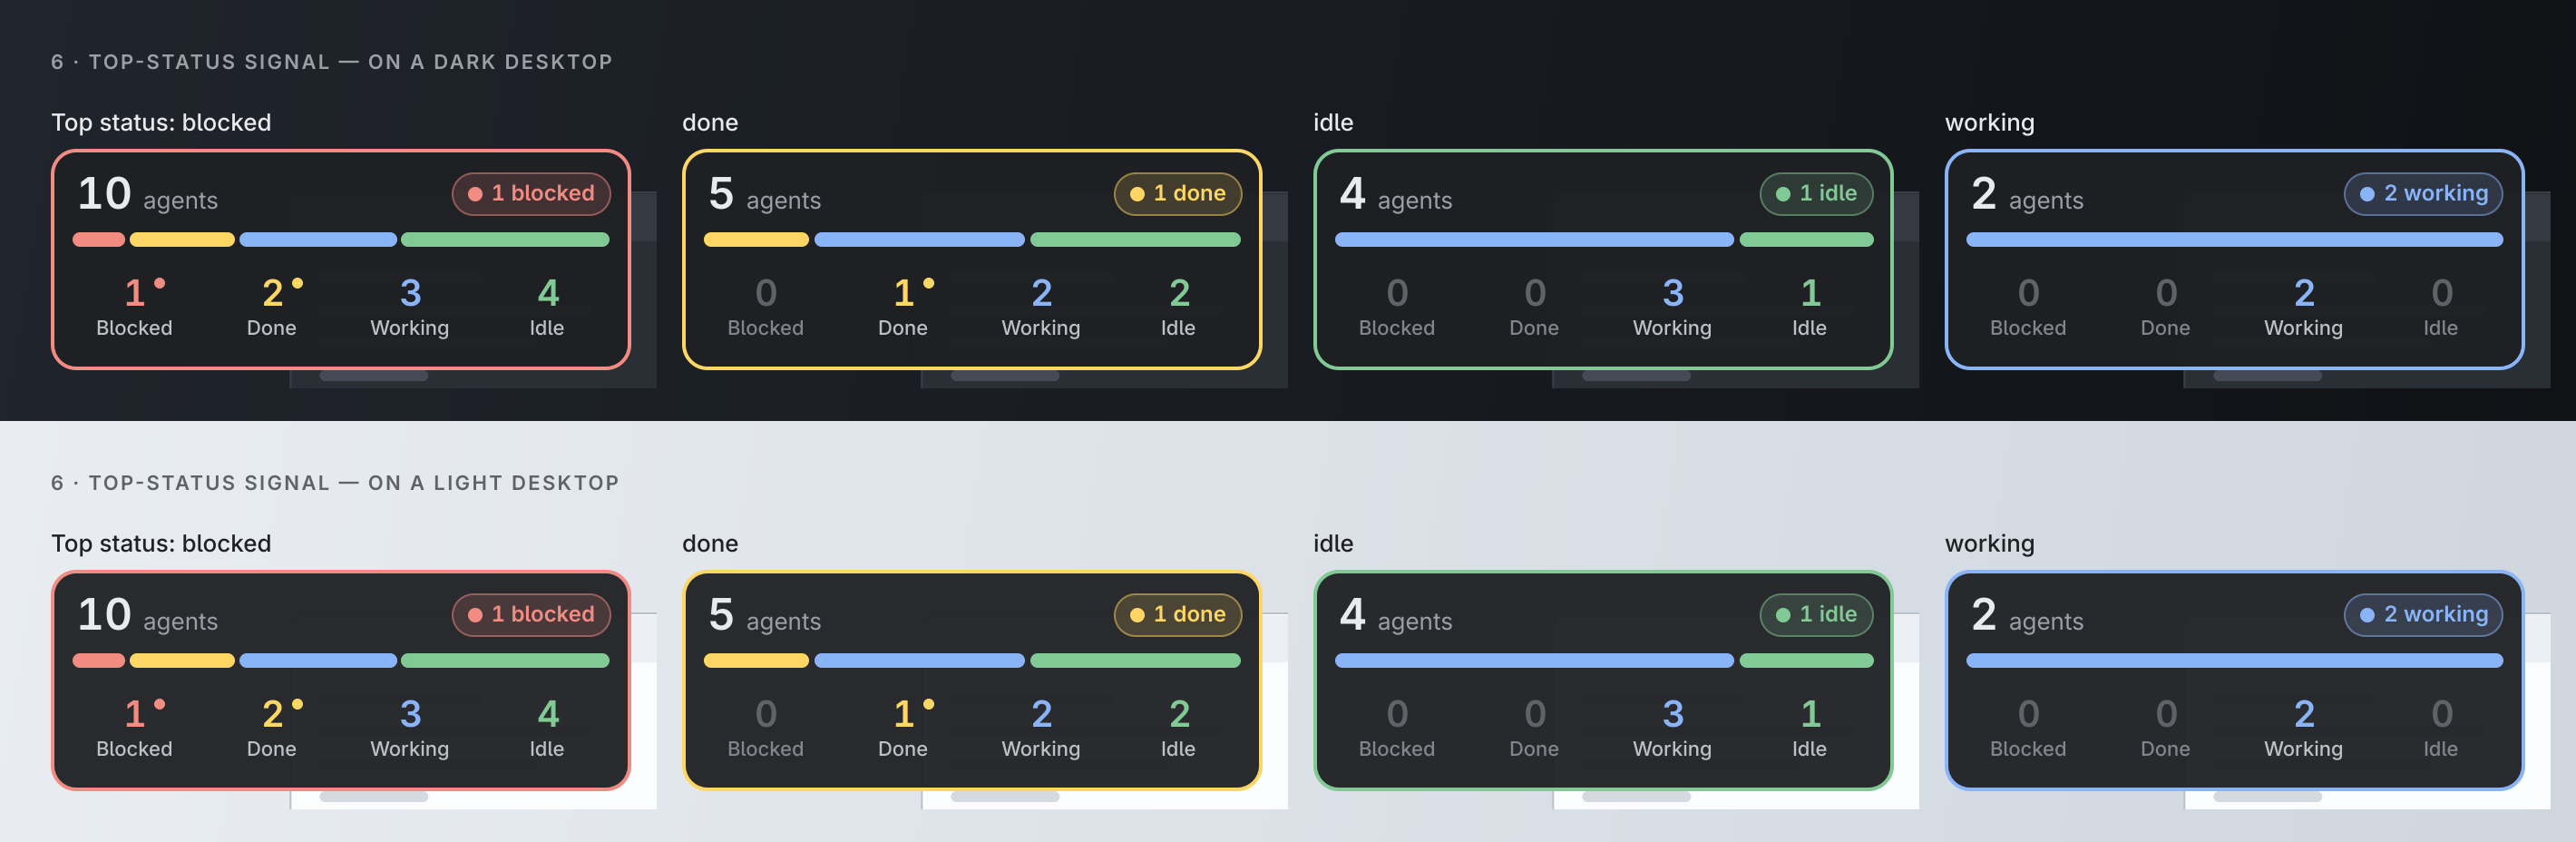 6 · TOP-STATUS SIGNAL — ON A DARK DESKTOP
Top status: blocked
10 agents
1 blocked
1 2 3 4
Blocked Done Working Idle
done
5 agents
1 done
0 1 2 2
Blocked Done Working Idle
idle
4 agents
1 idle
0 0 3 1
Blocked Done Working Idle
working
2 agents
2 working
0 0 2 0
Blocked Done Working Idle
6 · TOP-STATUS SIGNAL — ON A LIGHT DESKTOP
Top status: blocked
10 agents
1 blocked
1 2 3 4
Blocked Done Working Idle
done
5 agents
1 done
0 1 2 2
Blocked Done Working Idle
idle
4 agents
1 idle
0 0 3 1
Blocked Done Working Idle
working
2 agents
2 working
0 0 2 0
Blocked Done Working Idle